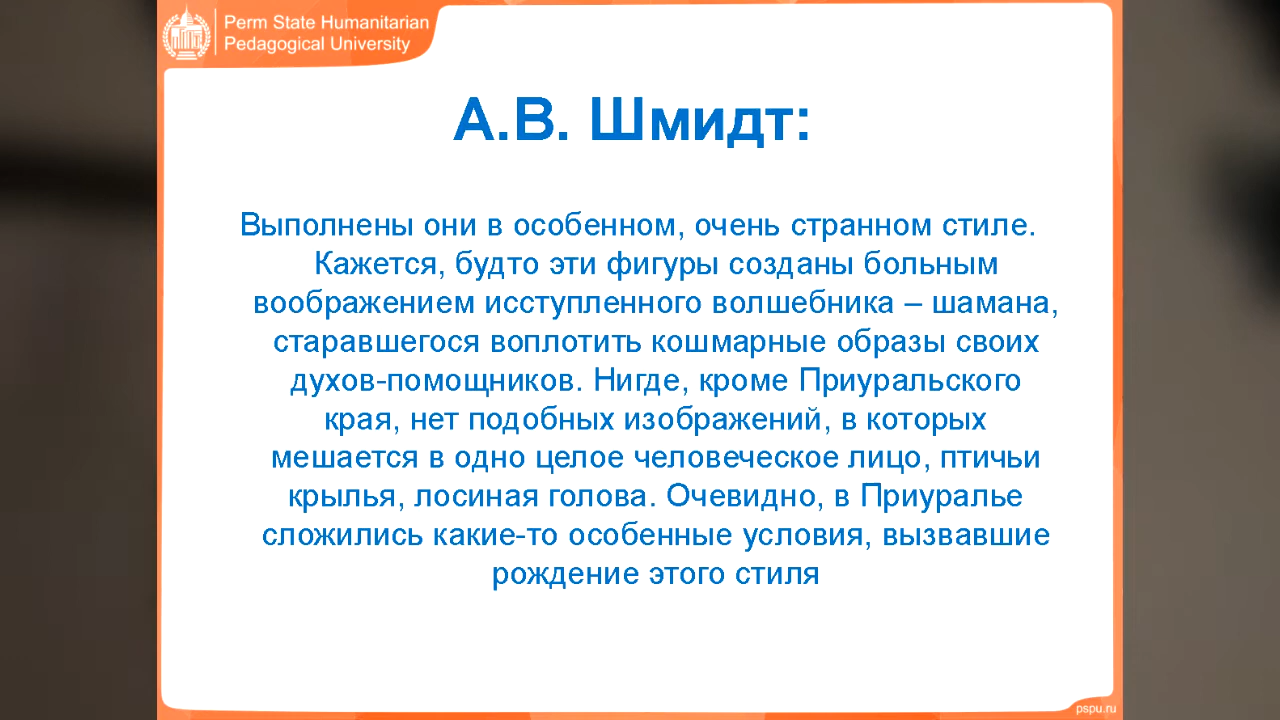 Perm State Humanitarian
Pedagogical University
А.В. Шмидт:
Выполнены они в особенном, очень странном стиле.
Кажется, будто эти фигуры созданы больным
воображением исступленного волшебника – шамана,
старавшегося воплотить кошмарные образы своих
духов-помощников. Нигде, кроме Приуральского
края, нет подобных изображений, в которых
мешается в одно целое человеческое лицо, птичьи
крылья, лосиная голова. Очевидно, в Приуралье
сложились какие-то особенные условия, вызвавшие
рождение этого стиля
pspu.ru